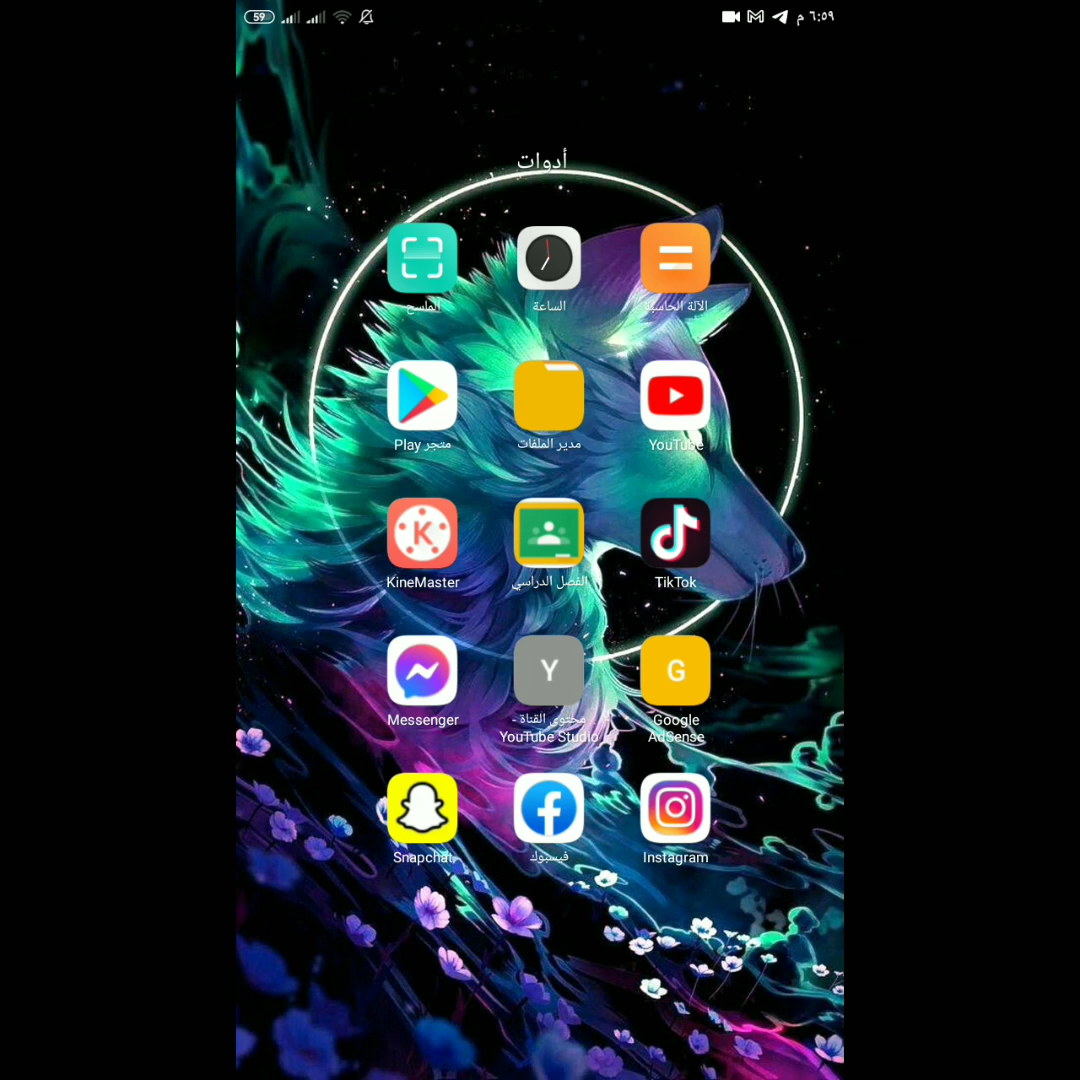 59
٦:٥٩ م
أدوات
الماسح
الساعة
الآلة الحاسبة
متجر Play
مدير الملفات
YouTube
K
KineMaster
الفصل الدراسي
TikTok
Y
G
Messenger
محتوى القناة -
YouTube Studio
Google
AdSense
Snapchat
فيسبوك
Instagram